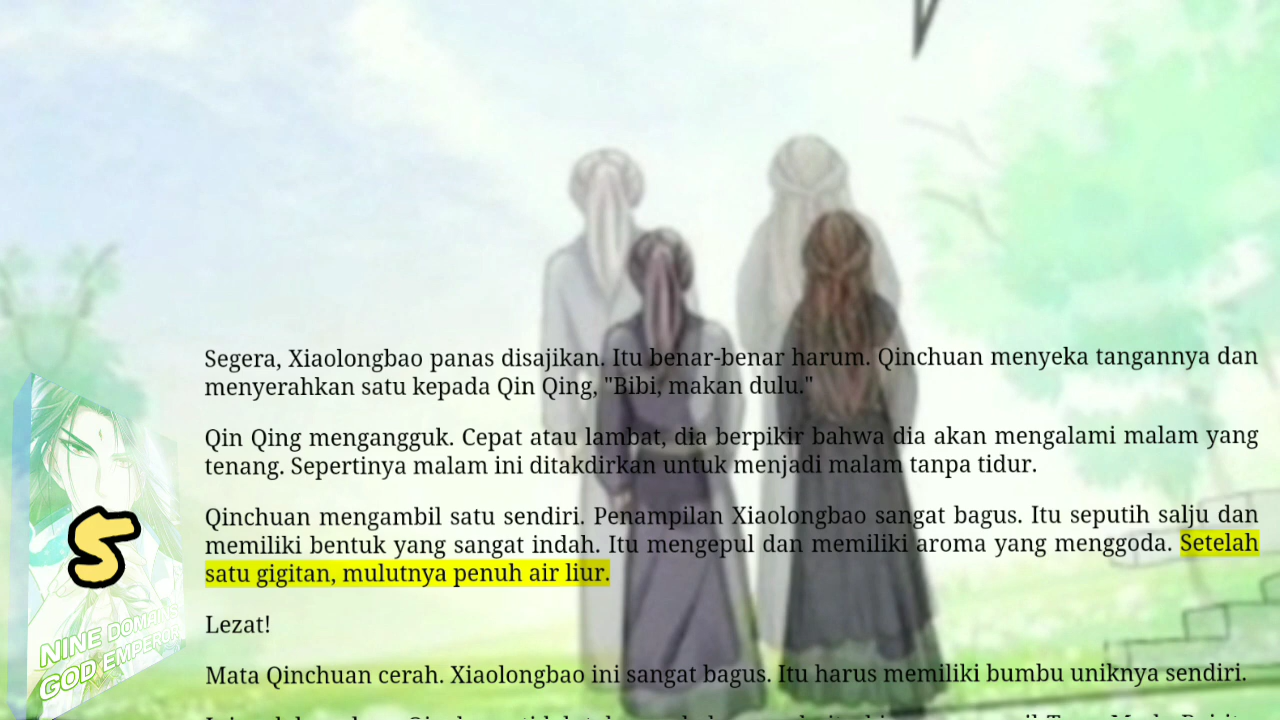 Segera, Xiaolongbao panas disajikan. Itu benar-benar harum. Qinchuan menyeka tangannya dan
menyerahkan satu kepada Qin Qing, "Bibi, makan dulu."
Qin Qing mengangguk. Cepat atau lambat, dia berpikir bahwa dia akan mengalami malam yang
tenang. Sepertinya malam ini ditakdirkan untuk menjadi malam tanpa tidur.
Qinchuan mengambil satu sendiri. Penampilan Xiaolongbao sangat bagus. Itu seputih salju dan
memiliki bentuk yang sangat indah. Itu mengepul dan memiliki aroma yang menggoda. Setelah
satu gigitan, mulutnya penuh air liur.
Lezat!
Mata Qinchuan cerah. Xiaolongbao ini sangat bagus. Itu harus memiliki bumbu uniknya sendiri.
S
NINE DOMAINS
GOD EMPEROR